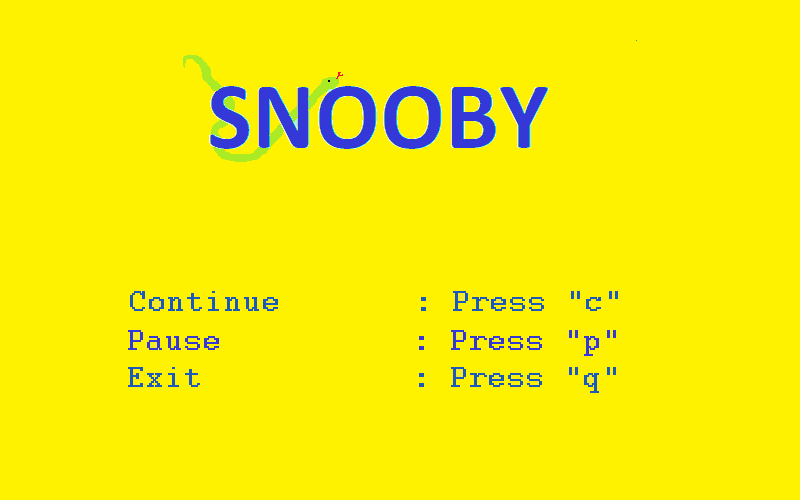 SNOOBY
Continue : Press "c"
Pause : Press "p"
Exit : Press "q"